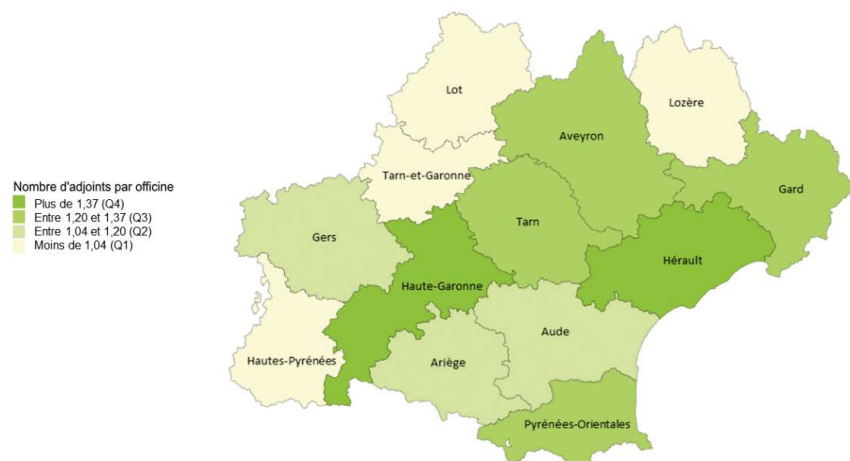 Nombre d'adjoints par officine
Plus de 1,37 (Q4)
Entre 1,20 et 1,37 (Q3)
Entre 1,04 et 1,20 (Q2)
Moins de 1,04 (Q1)
Lot
Lozère
Aveyron
Tarn-et-Garonne
Gard
Tarn
Gers
Hérault
Haute-Garonne
Aude
Hautes-Pyrénées
Ariège
Pyrénées-Orientales